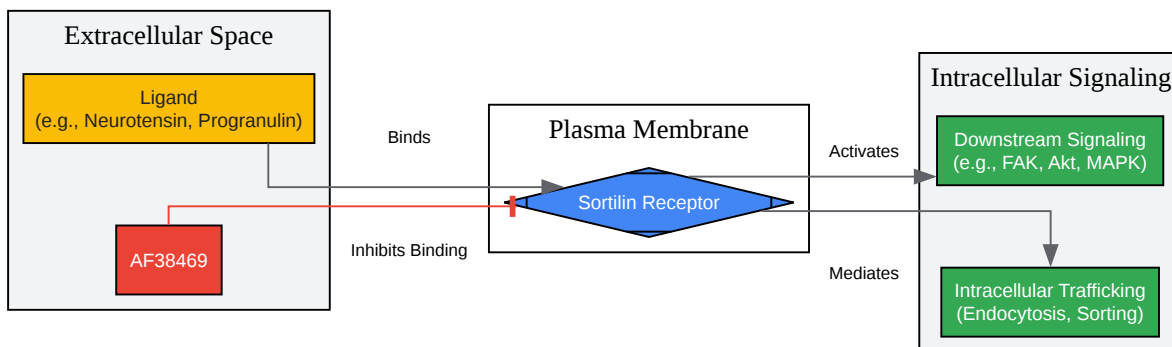 Extracellular Space
Ligand
(e.g., Neurotensin, Progranulin)
AF38469
Binds
Inhibits Binding
Plasma Membrane
Sortilin Receptor
Activates
Mediates
Intracellular Signaling
Downstream Signaling
(e.g., FAK, Akt, MAPK)
Intracellular Trafficking
(Endocytosis, Sorting)